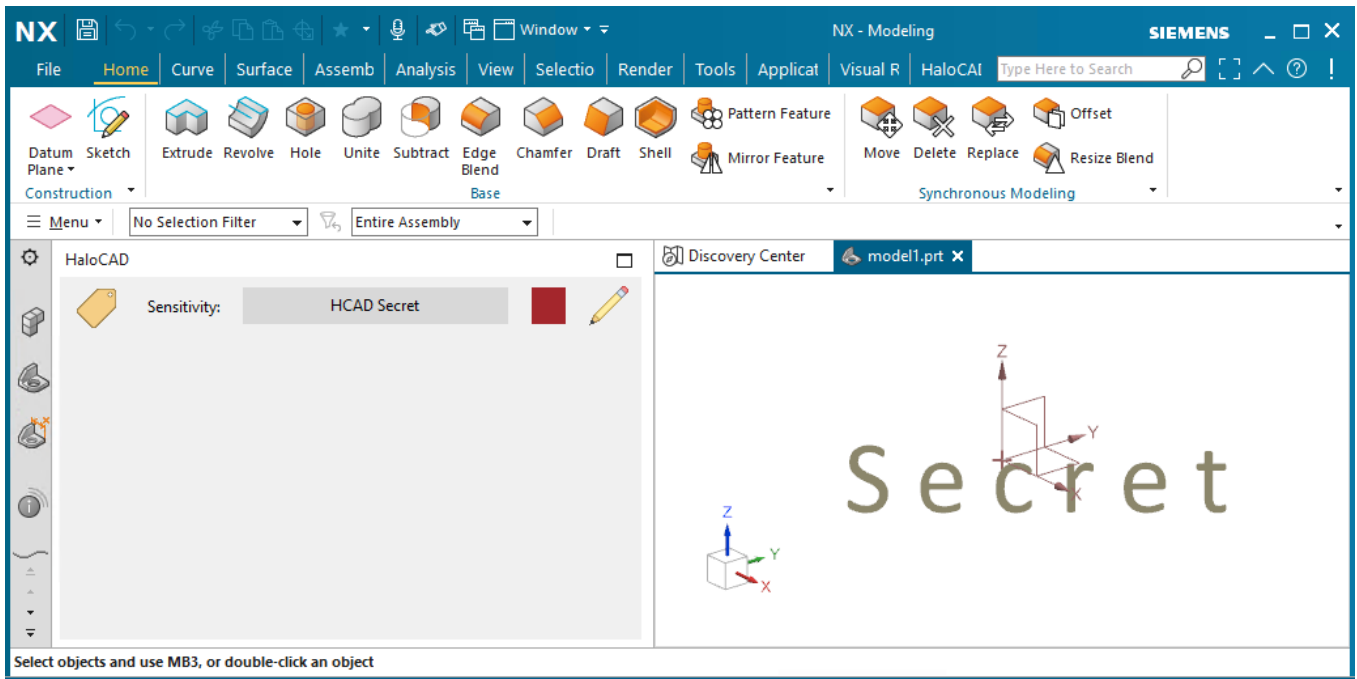 NX Window NX - Modeling SIEMENS
File Home Curve Surface Assemb Analysis View Selectio Render Tools Applicat Visual R HaloCAD Type Here to Search
Datum Plane Sketch Extrude Revolve Hole Unite Subtract Edge Blend Chamfer Draft Shell Pattern Feature Mirror Feature Move Delete Replace Offset Resize Blend
Construction Base Synchronous Modeling
Menu No Selection Filter Entire Assembly
HaloCAD Discovery Center model1.prt
Sensitivity: HCAD Secret
Z
Y
X
Secret
Z
Y
X
Select objects and use MB3, or double-click an object